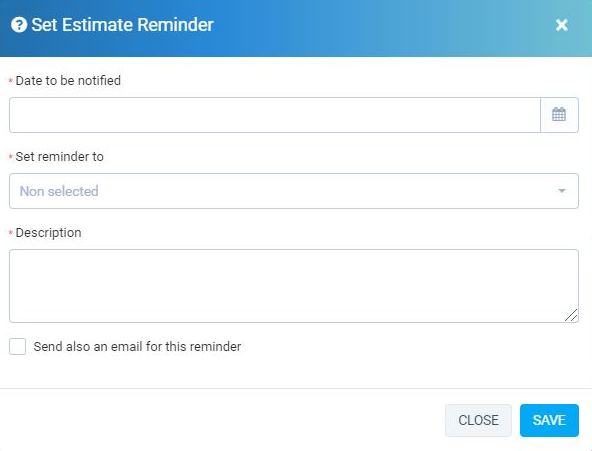 Set Estimate Reminder
* Date to be notified
* Set reminder to
Non selected
* Description
Send also an email for this reminder
CLOSE SAVE